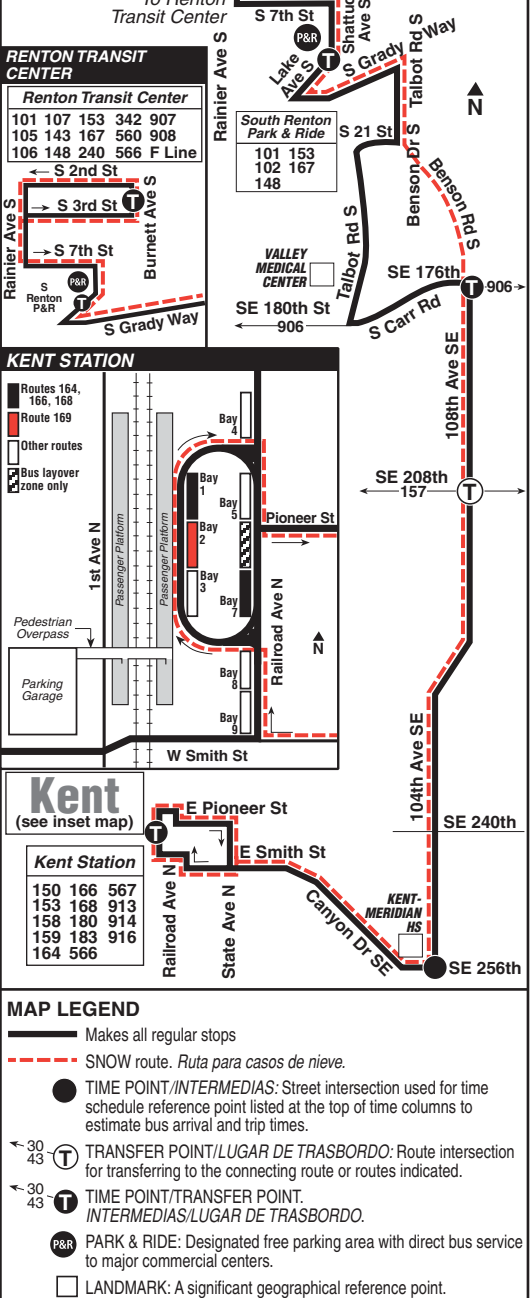 To Renton
Transit Center
S 7th St
P&R
Shattuck
Ave S
Lake
Ave S
T
S Grady Way
Talbot Rd S
Rainier Ave S
N
RENTON TRANSIT
CENTER
Renton Transit Center
101 107 153 342 907
105 143 167 560 908
106 148 240 566 F Line
S 2nd St
S 3rd St
T
S 7th St
Rainier Ave S
Burnett Ave S
S
Renton
P&R
P&R
T
S Grady Way
South Renton
Park & Ride
101 153
102 167
148
S 21 St
Benson Dr S
Benson Rd S
VALLEY
MEDICAL
CENTER
Talbot Rd S
SE 176th
T
906
SE 180th St
906
S Carr Rd
108th Ave SE
SE 208th
157
T
104th Ave SE
SE 240th
KENT-
MERIDIAN
HS
SE 256th
KENT STATION
Routes 164,
166, 168
Route 169
Other routes
Bus layover
zone only
1st Ave N
Passenger Platform
Passenger Platform
Bay
4
Bay
1
Bay
5
Bay
2
Bay
3
Bay
7
Bay
8
Bay
9
Pioneer St
Railroad Ave N
N
Pedestrian
Overpass
Parking
Garage
W Smith St
Kent
(see inset map)
T
E Pioneer St
E Smith St
Kent Station
150 166 567
153 168 913
158 180 914
159 183 916
164 566
Railroad Ave N
State Ave N
Canyon Dr SE
MAP LEGEND
Makes all regular stops
SNOW route. Ruta para casos de nieve.
TIME POINT/INTERMEDIAS: Street intersection used for time
schedule reference point listed at the top of time columns to
estimate bus arrival and trip times.
30
43
T
TRANSFER POINT/LUGAR DE TRASBORDO: Route intersection
for transferring to the connecting route or routes indicated.
30
43
T
TIME POINT/TRANSFER POINT.
INTERMEDIAS/LUGAR DE TRASBORDO.
P&R
PARK & RIDE: Designated free parking area with direct bus service
to major commercial centers.
LANDMARK: A significant geographical reference point.